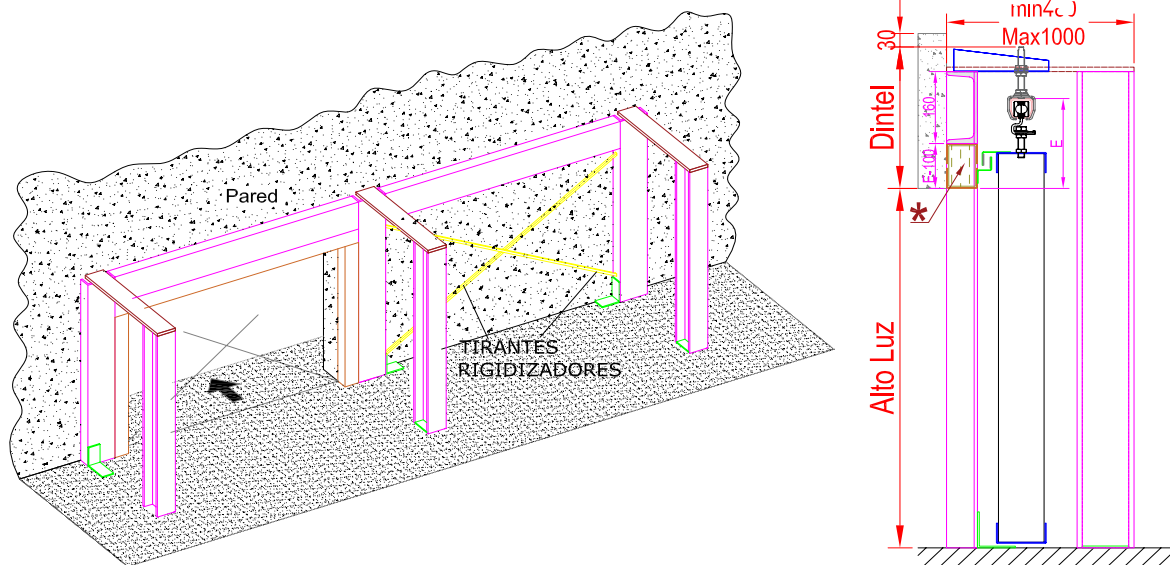 Pared
TIRANTES
RIGIDIZADORES
Max1000
30
Dintel
160
E-100
E
*
Alto Luz